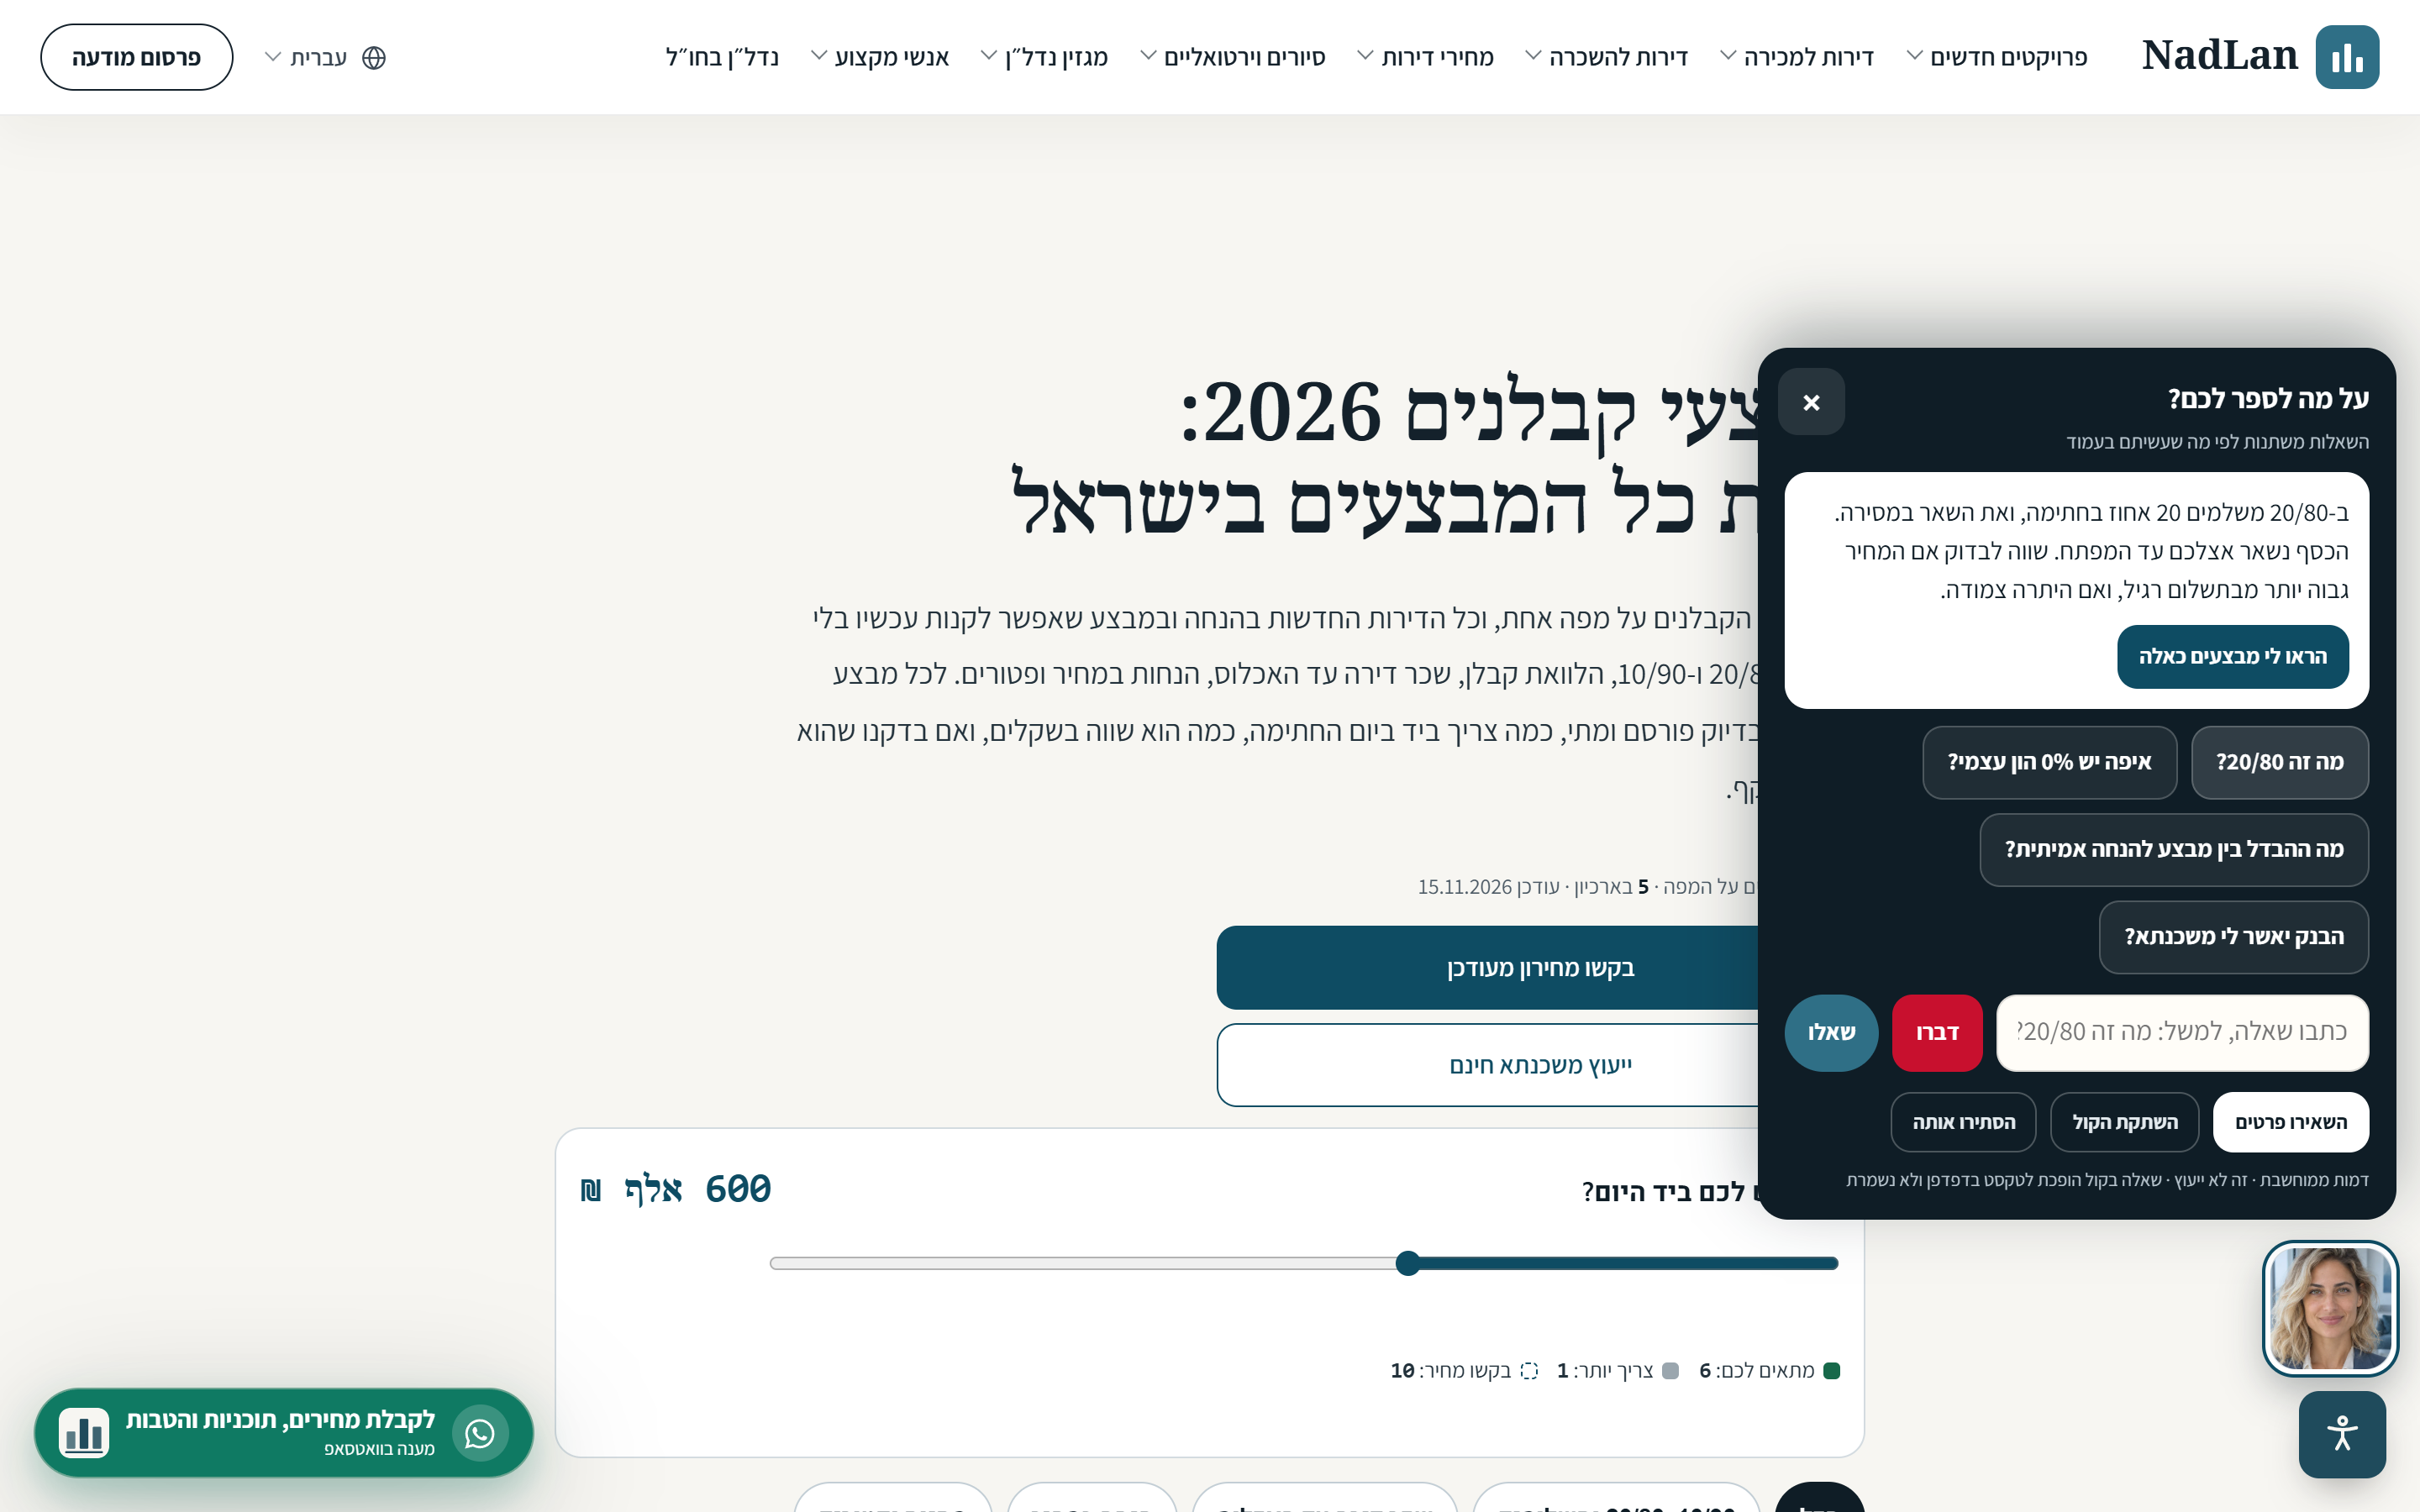 NadLan
פרויקטים חדשים
דירות למכירה
דירות להשכרה
מחירי דירות
סיורים וירטואליים
מגזין נדל״ן
אנשי מקצוע
נדל״ן בחו״ל
עברית
פרסום מודעה
קבלנים 2026:
כל המבצעים בישראל
הקבלנים על מפה אחת, וכל הדירות החדשות בהנחה ובמבצע שאפשר לקנות עכשיו בלי
ו-10/90, הלוואת קבלן, שכר דירה עד האכלוס, הנחות במחיר ופטורים. לכל מבצע
פורסם ומתי, כמה צריך ביד ביום החתימה, כמה הוא שווה בשקלים, ואם בדקנו שהוא
על המפה · 5 בארכיון · עודכן 15.11.2026
בקשו מחירון מעודכן
ייעוץ משכנתא חינם
לכם ביד היום?
600 אלף ₪
מתאים לכם: 6
צריך יותר: 1
בקשו מחיר: 10
על מה לספר לכם?
×
השאלות משתנות לפי מה שעשיתם בעמוד
ב-20/80 משלמים 20 אחוז בחתימה, ואת השאר במסירה.
הכסף נשאר אצלכם עד המפתח. שווה לבדוק אם המחיר
גבוה יותר מבתשלום רגיל, ואם היתרה צמודה.
הראו לי מבצעים כאלה
מה זה 20/80?
איפה יש 0% הון עצמי?
מה ההבדל בין מבצע להנחה אמיתית?
הבנק יאשר לי משכנתא?
כתבו שאלה, למשל: מה זה 20/80?
דברו
שאלו
השאירו פרטים
השתקת הקול
הסתירו אותה
דמות ממוחשבת · זה לא ייעוץ · שאלה בקול הופכת לטקסט בדפדפן ולא נשמרת
לקבלת מחירים, תוכניות והטבות
מענה בוואטסאפ